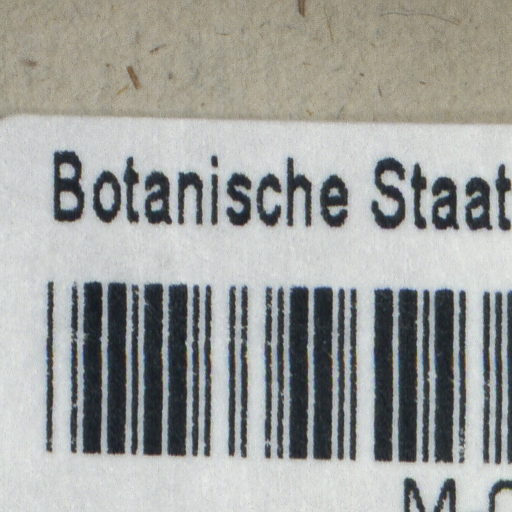 Botanische Staat
M-